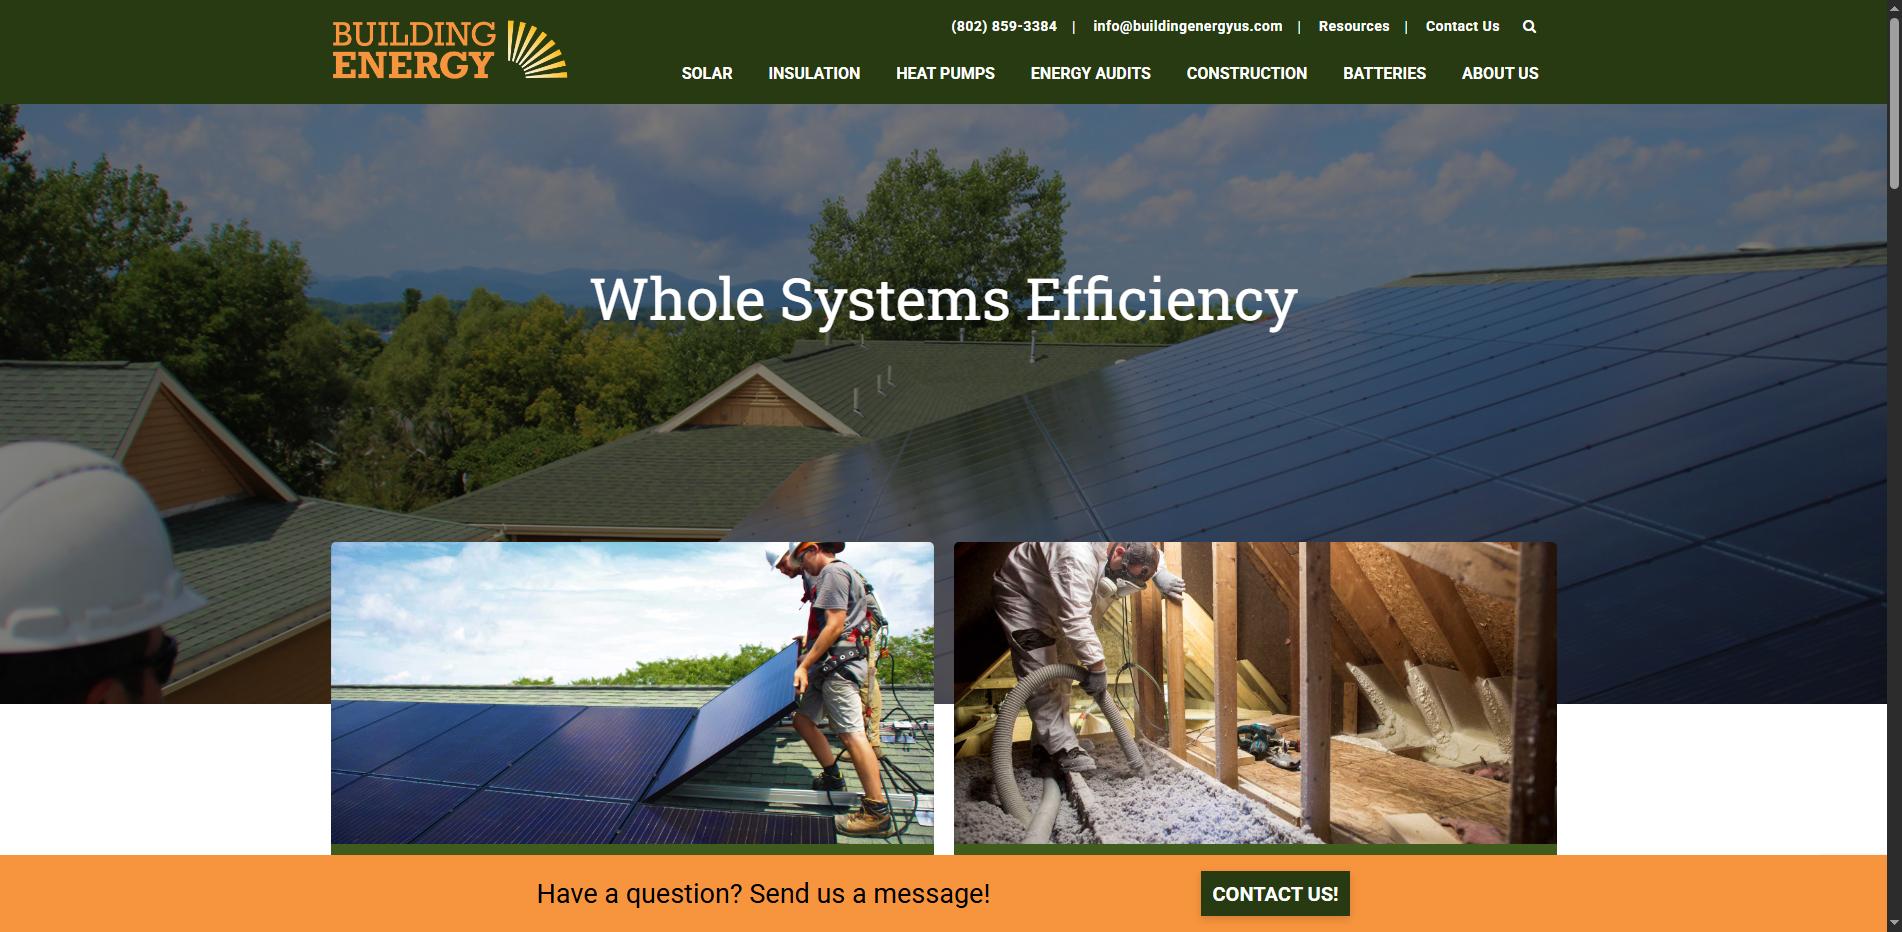 BUILDING
ENERGY
(802) 859-3384 | info@buildingenergyus.com | Resources | Contact Us
SOLAR INSULATION HEAT PUMPS ENERGY AUDITS CONSTRUCTION BATTERIES ABOUT US
Whole Systems Efficiency
Have a question? Send us a message!
CONTACT US!